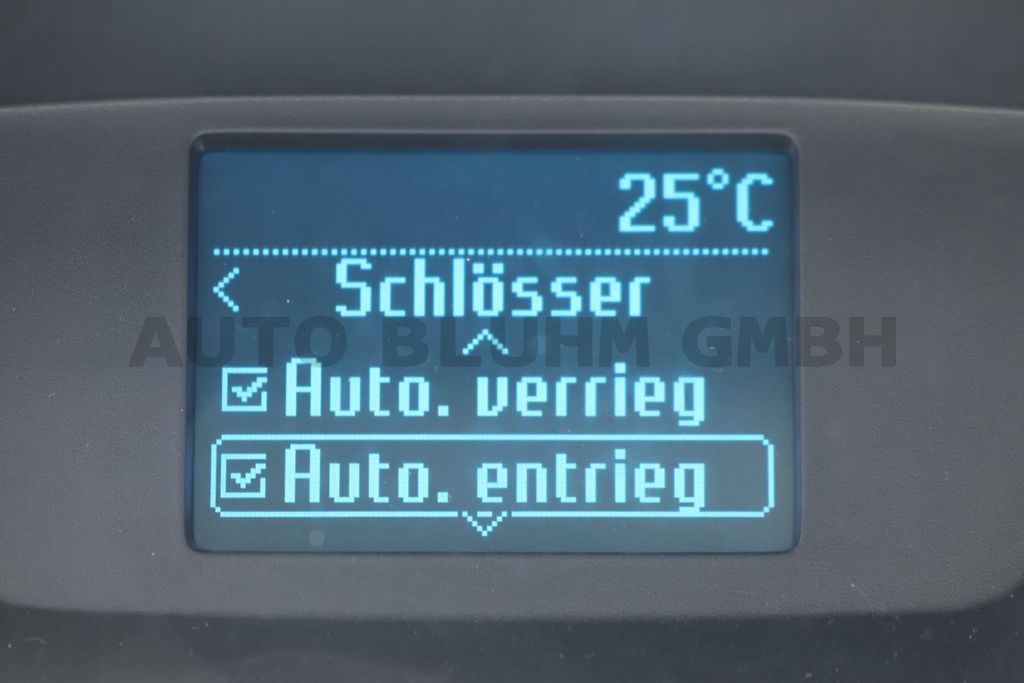 25°C
< Schlösser
AUTO BLUHM GMBH
Auto. verrieg
Auto. entrieg